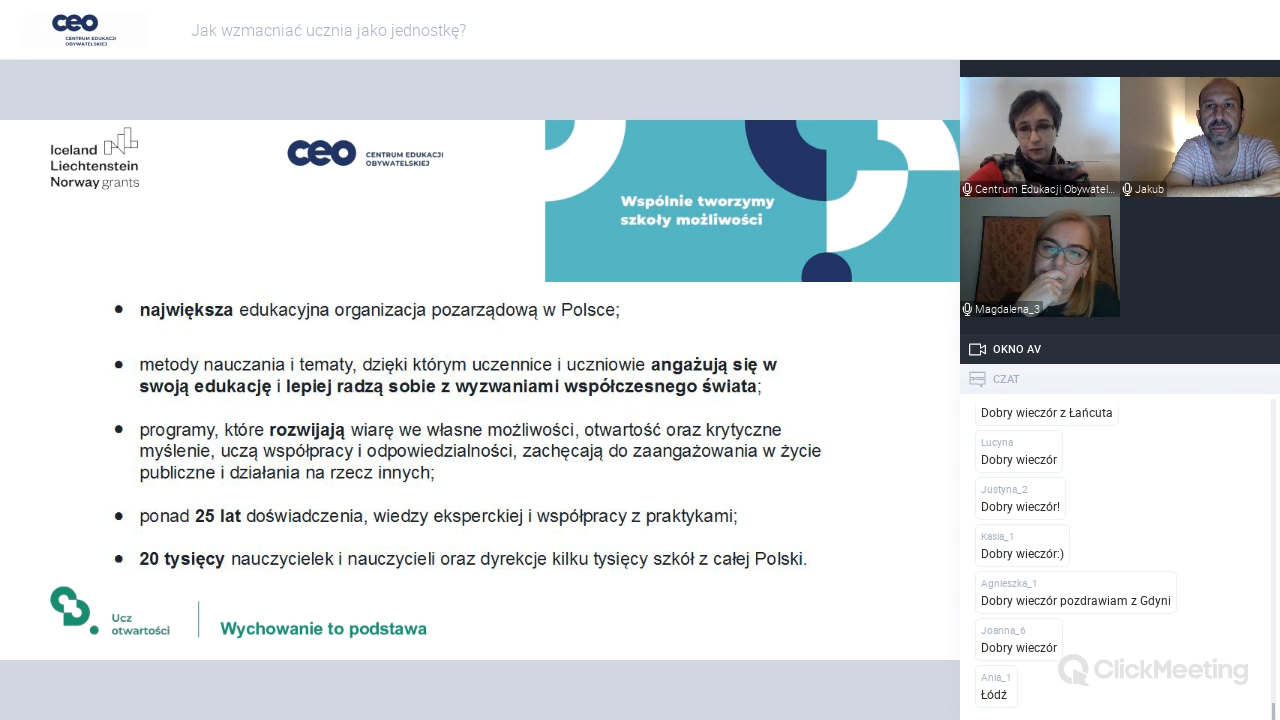 ceo
CENTRUM EDUKACJI
OBYWATELSKIEJ
Jak wzmacniać ucznia jako jednostkę?
Iceland
Liechtenstein
Norway grants
ceo
CENTRUM EDUKACJI
OBYWATELSKIEJ
Wspólnie tworzymy
szkoły możliwości
• największa edukacyjna organizacja pozarządową w Polsce;
• metody nauczania i tematy, dzięki którym uczennice i uczniowie angażują się w
swoją edukację i lepiej radzą sobie z wyzwaniami współczesnego świata;
• programy, które rozwijają wiarę we własne możliwości, otwartość oraz krytyczne
myślenie, uczą współpracy i odpowiedzialności, zachęcają do zaangażowania w życie
publiczne i działania na rzecz innych;
• ponad 25 lat doświadczenia, wiedzy eksperckiej i współpracy z praktykami;
• 20 tysięcy nauczycielek i nauczycieli oraz dyrekcje kilku tysięcy szkół z całej Polski.
Ucz
otwartości
Wychowanie to podstawa
Centrum Edukacji Obywatel...
Jakub
Magdalena_3
OKNO AV
CZAT
Dobry wieczór z Łańcuta
Lucyna
Dobry wieczór
Justyna_2
Dobry wieczór!
Kasia_1
Dobry wieczór:)
Agnieszka_1
Dobry wieczór pozdrawiam z Gdyni
Joanna_6
Dobry wieczór
Ania_1
Łódź
ClickMeeting